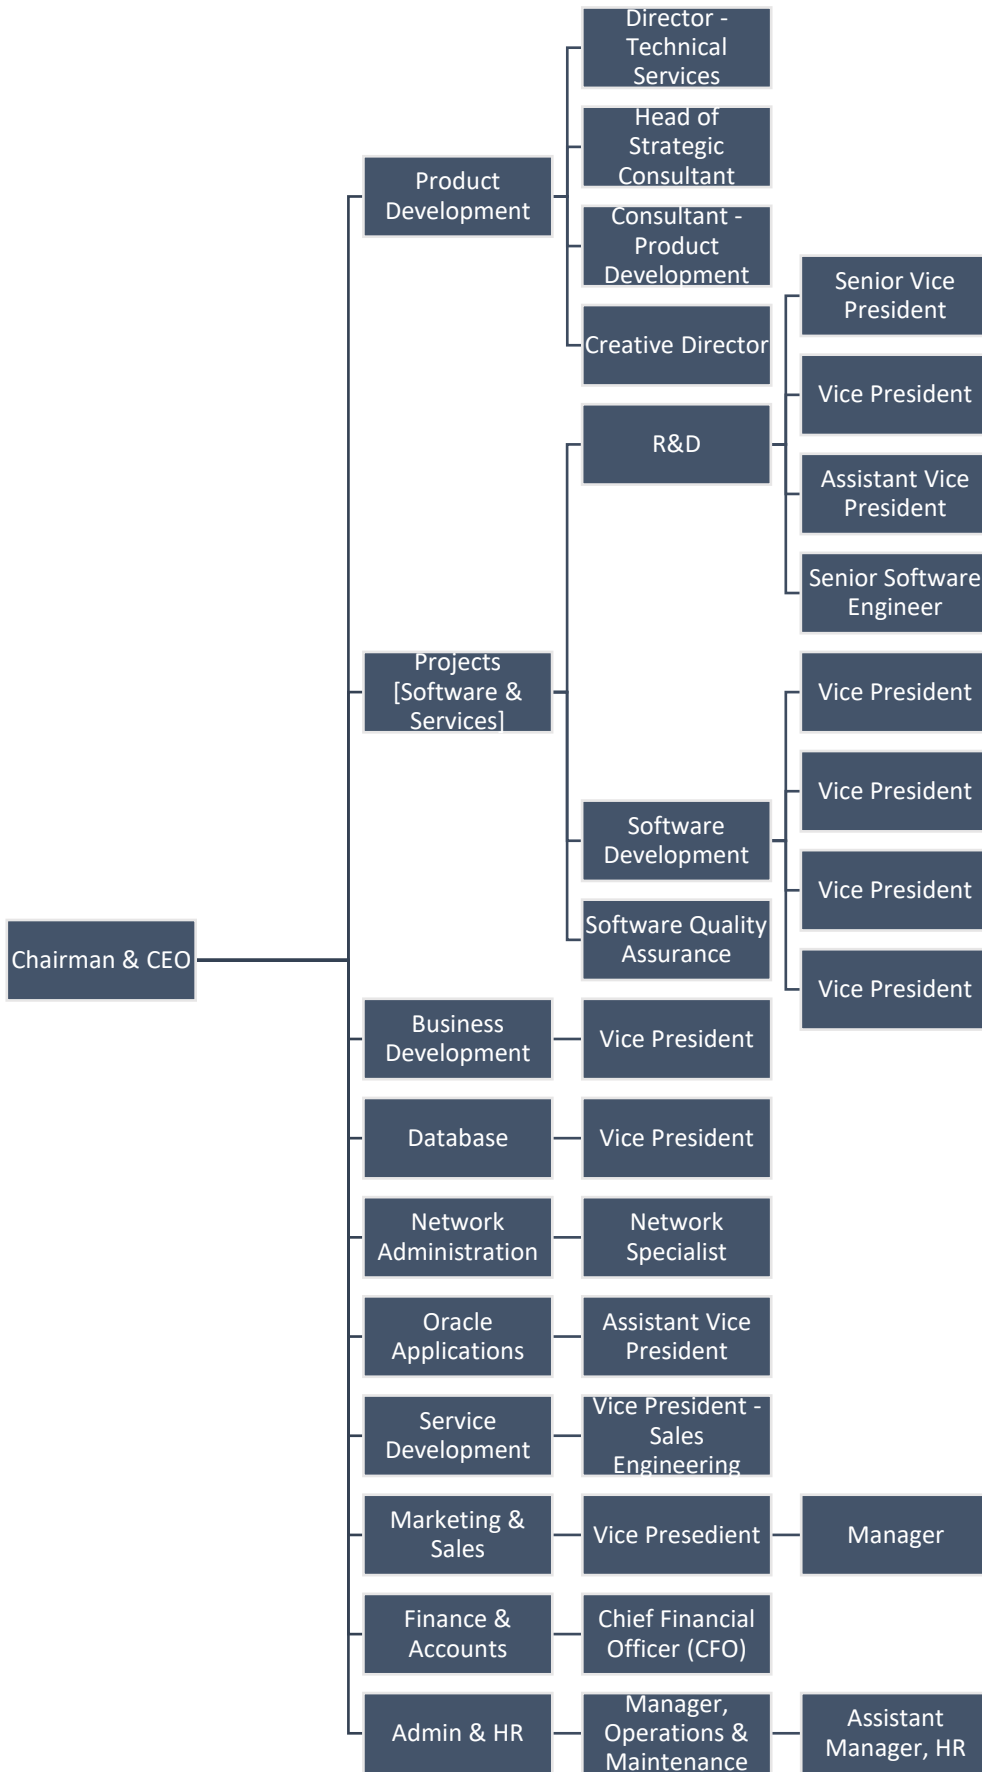 Director -
Technical
Services
Head of
Strategic
Consultant
Product
Development
Consultant -
Product
Development
Senior Vice
President
Creative Director
Vice President
R&D
Assistant Vice
President
Senior Software
Engineer
Projects
[Software &
Services]
Vice President
Vice President
Software
Development
Vice President
Software Quality
Assurance
Chairman & CEO
Vice President
Business
Development
Vice President
Database
Vice President
Network
Administration
Network
Specialist
Oracle
Applications
Assistant Vice
President
Service
Development
Vice President -
Sales
Engineering
Marketing &
Sales
Vice Presedient
Manager
Finance &
Accounts
Chief Financial
Officer (CFO)
Admin & HR
Manager,
Operations &
Maintenance
Assistant
Manager, HR